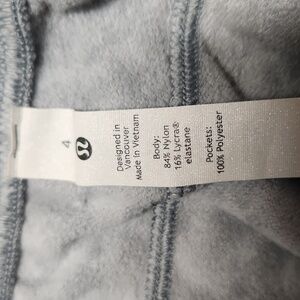 4
Designed in
Vancouver
Made in Vietnam
Body:
84% Nylon
16% Lycra®
elastane
Pockets:
100% Polyester